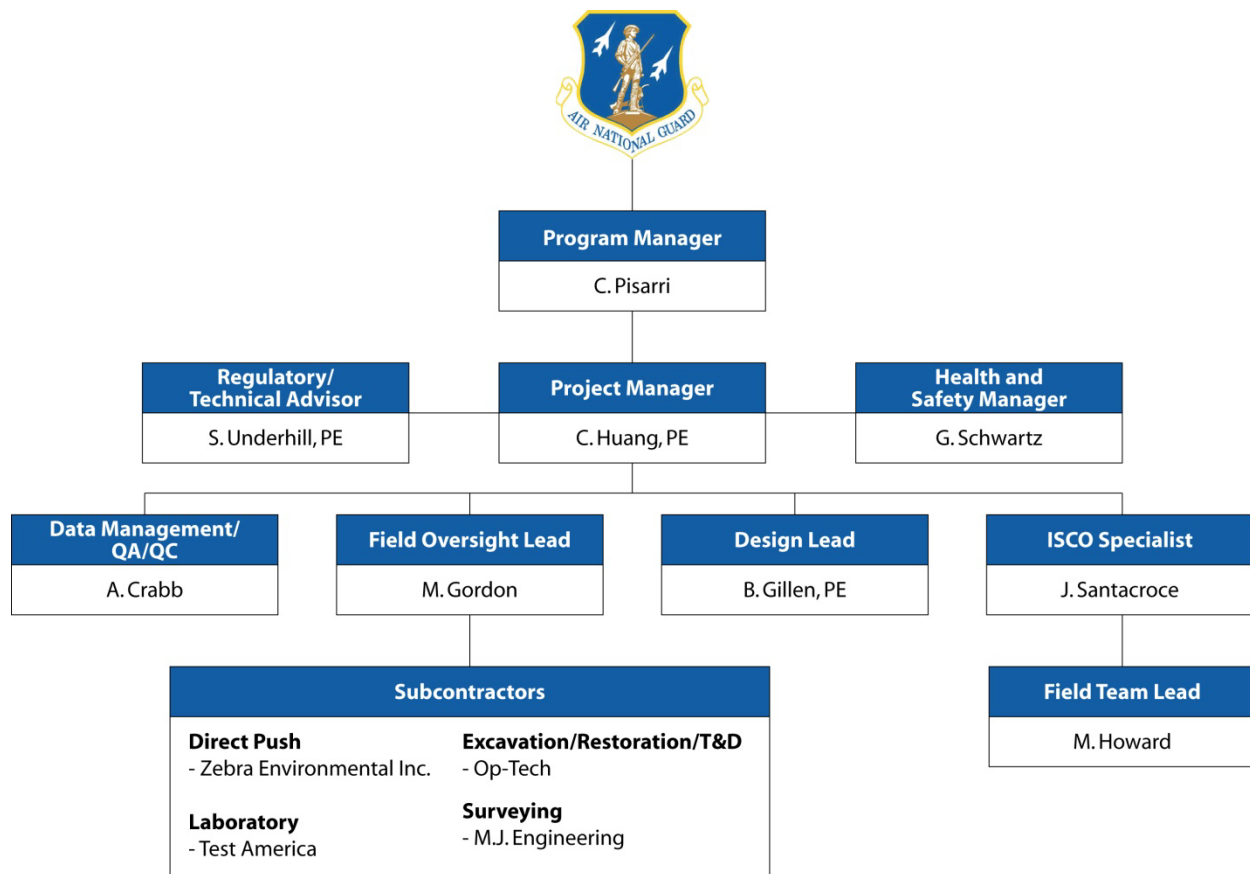 AIR NATIONAL GUARD
Program Manager
C. Pisarri
Regulatory/
Technical Advisor
S. Underhill, PE
Project Manager
C. Huang, PE
Health and
Safety Manager
G. Schwartz
Data Management/
QA/QC
A. Crabb
Field Oversight Lead
M. Gordon
Design Lead
B. Gillen, PE
ISCO Specialist
J. Santacroce
Subcontractors
Direct Push
- Zebra Environmental Inc.
Laboratory
- Test America
Excavation/Restoration/T&D
- Op-Tech
Surveying
- M.J. Engineering
Field Team Lead
M. Howard